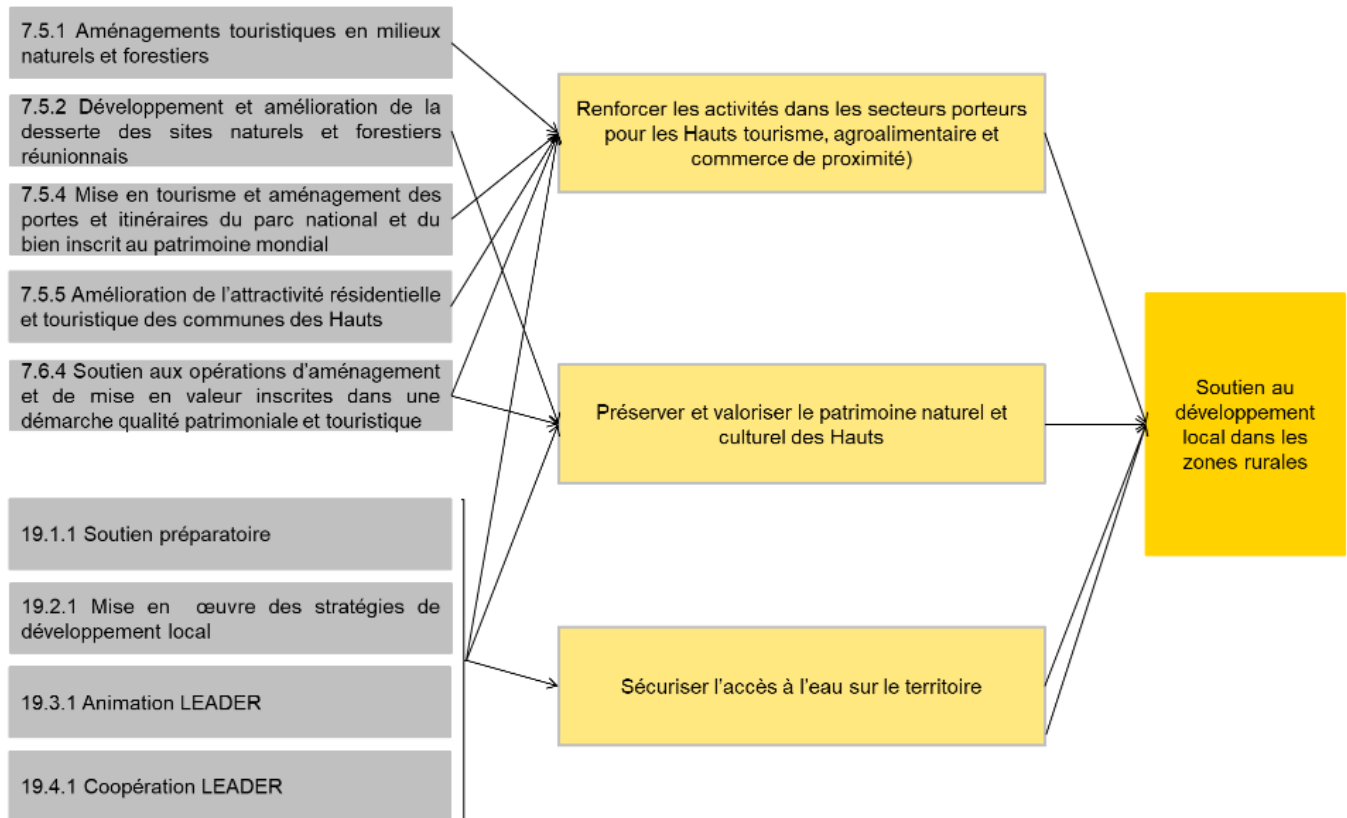 7.5.1 Aménagements touristiques en milieux
naturels et forestiers
7.5.2 Développement et amélioration de la
desserte des sites naturels et forestiers
réunionnais
7.5.4 Mise en tourisme et aménagement des
portes et itinéraires du parc national et du
bien inscrit au patrimoine mondial
7.5.5 Amélioration de l'attractivité résidentielle
et touristique des communes des Hauts
7.6.4 Soutien aux opérations d'aménagement
et de mise en valeur inscrites dans une
démarche qualité patrimoniale et touristique
19.1.1 Soutien préparatoire
19.2.1 Mise en œuvre des stratégies de
développement local
19.3.1 Animation LEADER
19.4.1 Coopération LEADER
Renforcer les activités dans les secteurs porteurs
pour les Hauts tourisme, agroalimentaire et
commerce de proximité)
Préserver et valoriser le patrimoine naturel et
culturel des Hauts
Sécuriser l'accès à l'eau sur le territoire
Soutien au
développement
local dans les
zones rurales